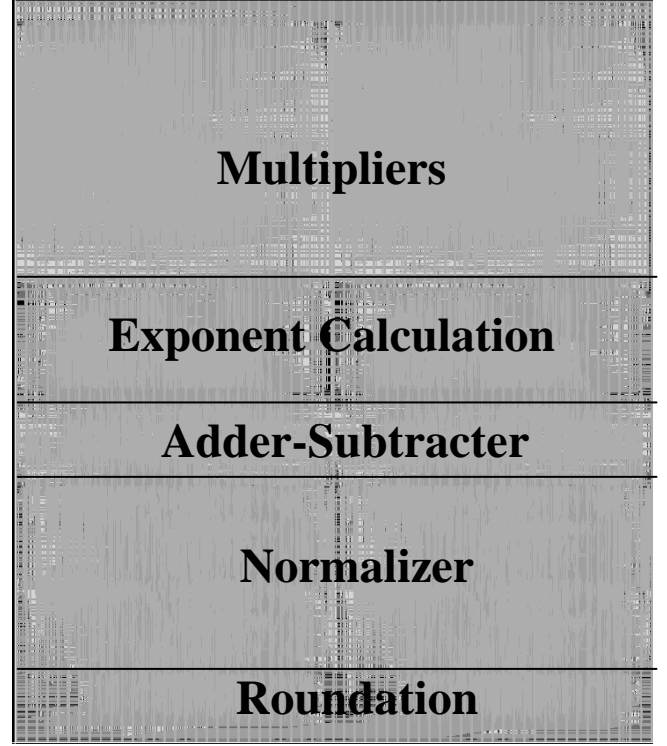 Multipliers
Exponent Calculation
Adder-Subtracter
Normalizer
Roundation